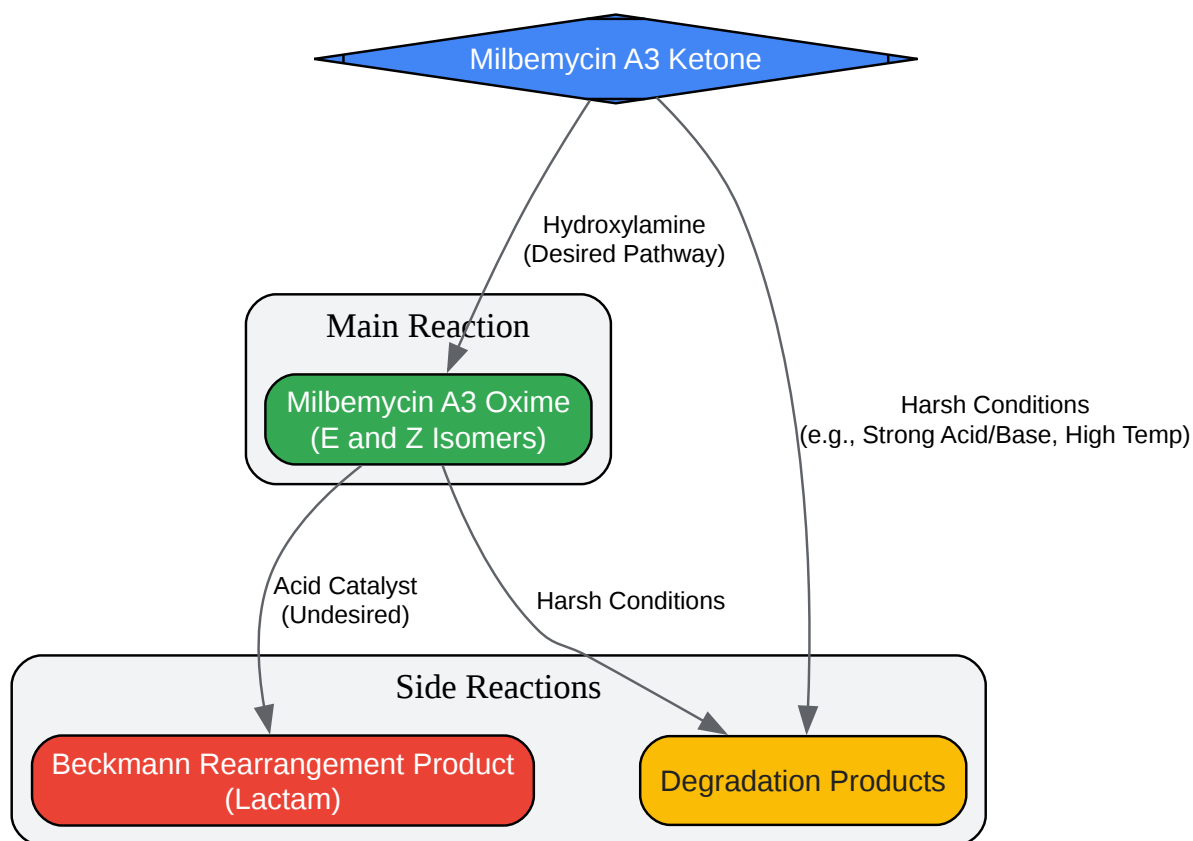 Milbemycin A3 Ketone
Hydroxylamine
(Desired Pathway)
Main Reaction
Milbemycin A3 Oxime
(E and Z Isomers)
Harsh Conditions
(e.g., Strong Acid/Base, High Temp)
Acid Catalyst
(Undesired)
Harsh Conditions
Side Reactions
Beckmann Rearrangement Product
(Lactam)
Degradation Products